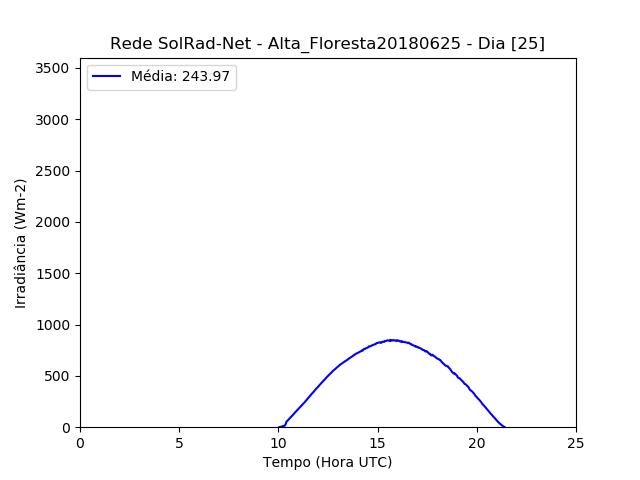 Rede SolRad-Net - Alta_Floresta20180625 - Dia [25]
Média: 243.97
3500
3000
2500
2000
1500
1000
500
0
Irradiância (Wm-2)
0 5 10 15 20 25
Tempo (Hora UTC)